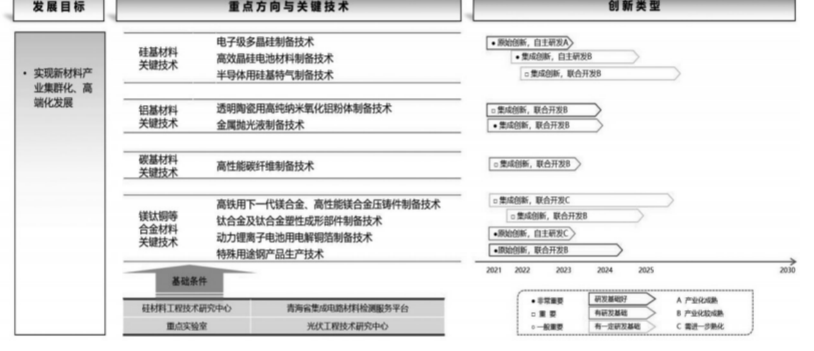 发展目标
重点方向与关键技术
创新类型
• 实现新材料产
业集群化、高
端化发展
硅基材料
关键技术
电子级多晶硅制备技术
高效晶硅电池材料制备技术
半导体用硅基特气制备技术
• 原始创新，自主研发A
• 集成创新，自主研发B
□ 集成创新，联合开发B
铝基材料
关键技术
透明陶瓷用高纯纳米氧化铝粉体制备技术
金属抛光液制备技术
□ 集成创新，联合开发B
• 集成创新，联合开发B
碳基材料
关键技术
高性能碳纤维制备技术
□ 集成创新，联合开发B
镁钛铜等
合金材料
关键技术
高铁用下一代镁合金、高性能镁合金压铸件制备技术
钛合金及钛合金塑性成形部件制备技术
动力锂离子电池用电解铜箔制备技术
特殊用途钢产品生产技术
□ 集成创新，联合开发C
□ 集成创新，联合开发B
• 原始创新，自主研发C
• 原始创新，联合开发B
2021 2022 2023 2024 2025 2030
基础条件
硅材料工程技术研究中心
青海省集成电路材料检测服务平台
重点实验室
光伏工程技术研究中心
• 非常重要
研发基础好
A 产业化成熟
□ 重 要
有研发基础
B 产业化较成熟
○ 一般重要
有一定研发基础
C 需进一步熟化